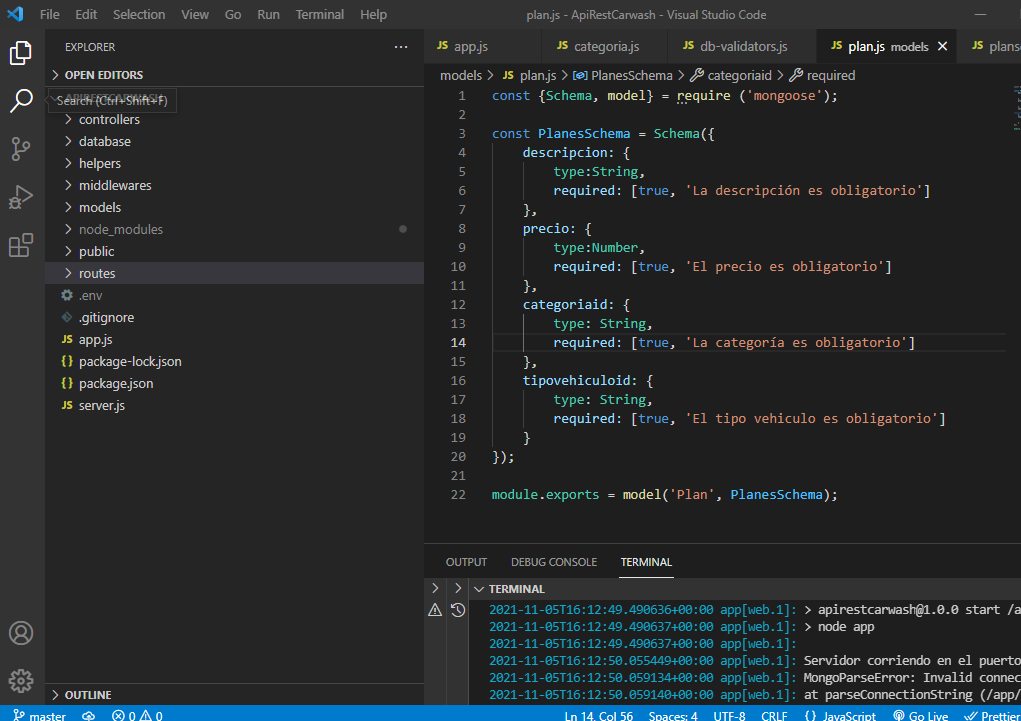 File Edit Selection View Go Run Terminal Help plan.js - ApiRestCarwash - Visual Studio Code
EXPLORER
JS app.js JS categoria.js JS db-validators.js JS plan.js models JS plans
OPEN EDITORS
models > JS plan.js > PlanesSchema > categoriaid > required
Search (Ctrl+Shift+F)
controllers
database
helpers
middlewares
models
node_modules
public
routes
.env
.gitignore
JS app.js
{} package-lock.json
{} package.json
JS server.js
OUTLINE
1 const {Schema, model} = require ('mongoose');
2
3 const PlanesSchema = Schema({
4 descripcion: {
5 type:String,
6 required: [true, 'La descripción es obligatorio']
7 },
8 precio: {
9 type:Number,
10 required: [true, 'El precio es obligatorio']
11 },
12 categoriaid: {
13 type: String,
14 required: [true, 'La categoría es obligatorio']
15 },
16 tipovehiculoid: {
17 type: String,
18 required: [true, 'El tipo vehiculo es obligatorio']
19 }
20 });
21
22 module.exports = model('Plan', PlanesSchema);
OUTPUT DEBUG CONSOLE TERMINAL
TERMINAL
2021-11-05T16:12:49.490636+00:00 app[web.1]: > apirestcarwash@1.0.0 start /a
2021-11-05T16:12:49.490637+00:00 app[web.1]: > node app
2021-11-05T16:12:49.490637+00:00 app[web.1]:
2021-11-05T16:12:50.055449+00:00 app[web.1]: Servidor corriendo en el puerto
2021-11-05T16:12:50.059134+00:00 app[web.1]: MongoParseError: Invalid connec
2021-11-05T16:12:50.059140+00:00 app[web.1]: at parseConnectionString (/app/
master 0 0 Ln 14, Col 56 Spaces: 4 UTF-8 CRLF {} JavaScript Go Live Prettier